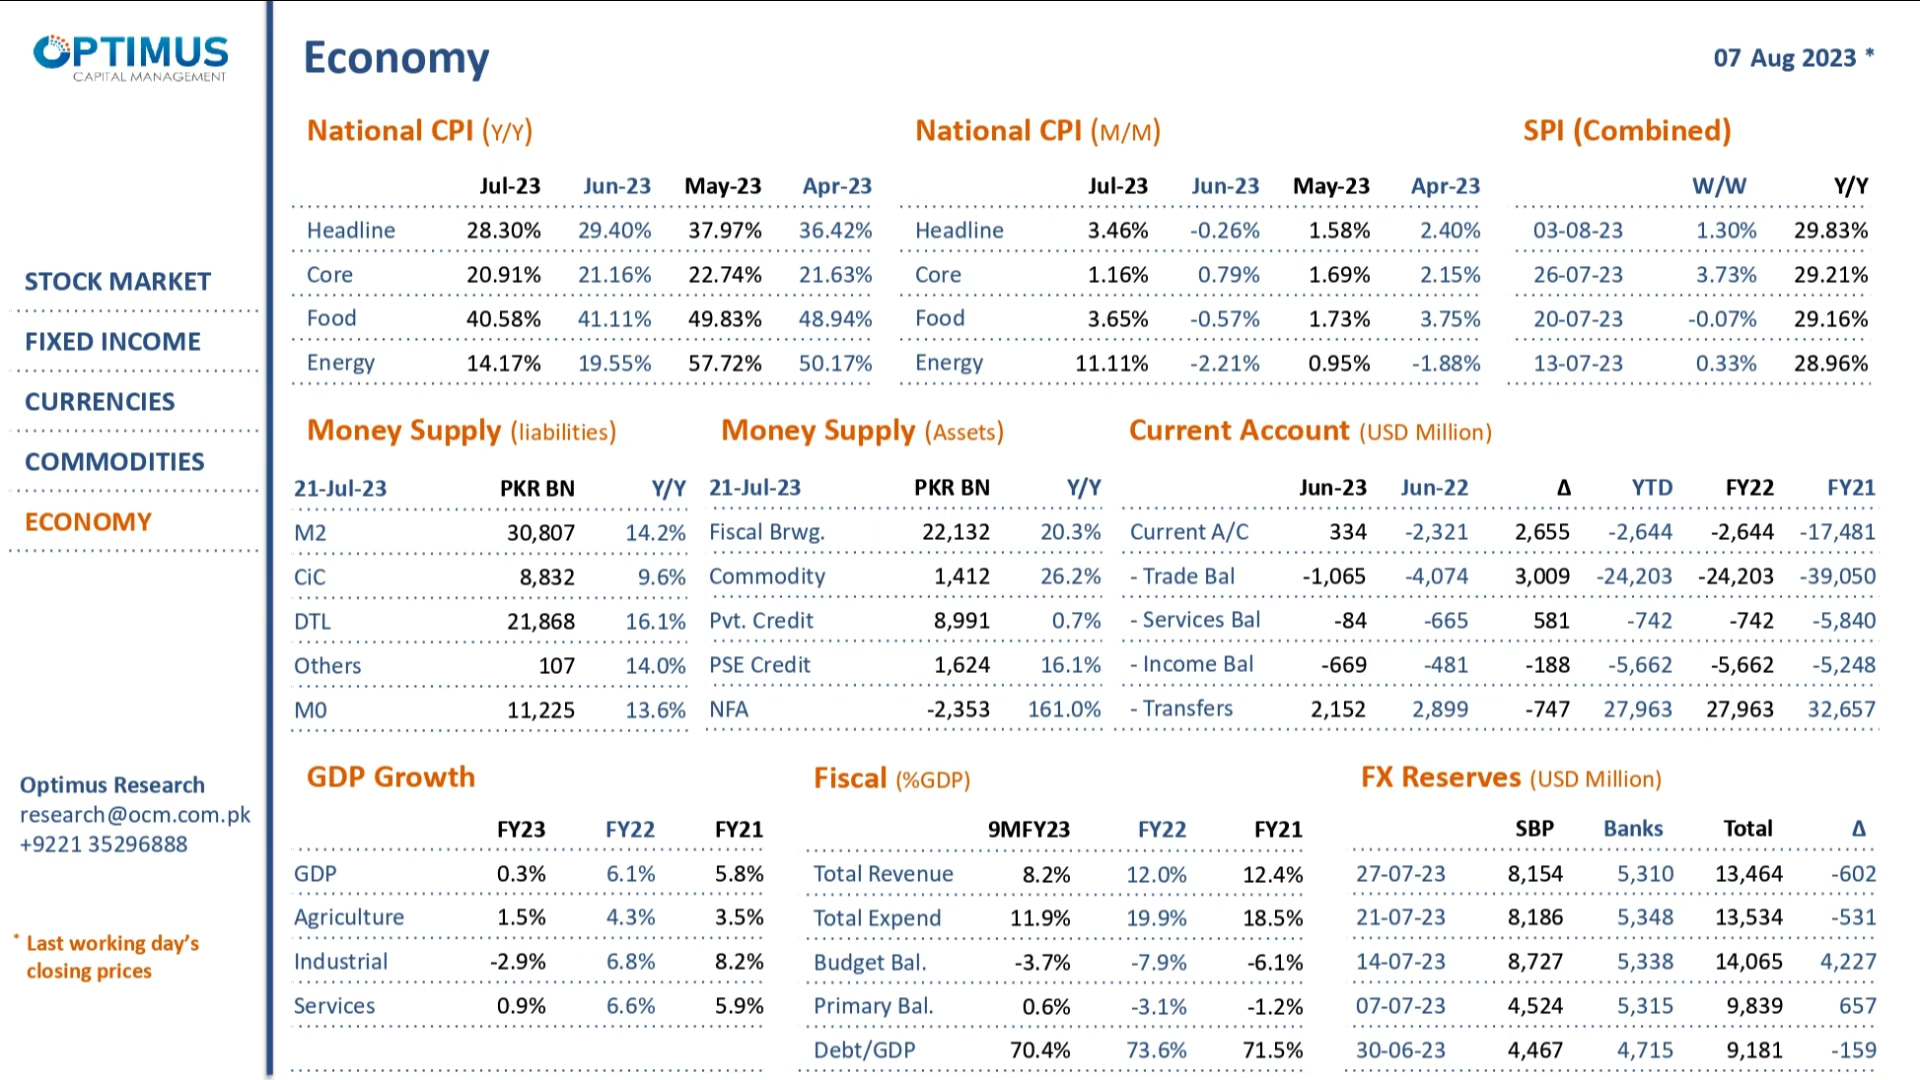 OPTIMUS
CAPITAL MANAGEMENT
STOCK MARKET
FIXED INCOME
CURRENCIES
COMMODITIES
ECONOMY
Optimus Research
research@ocm.com.pk
+9221 35296888
* Last working day's
closing prices
Economy
07 Aug 2023 *
National CPI (Y/Y)
Jul-23 Jun-23 May-23 Apr-23
Headline 28.30% 29.40% 37.97% 36.42%
Core 20.91% 21.16% 22.74% 21.63%
Food 40.58% 41.11% 49.83% 48.94%
Energy 14.17% 19.55% 57.72% 50.17%
National CPI (M/M)
Jul-23 Jun-23 May-23 Apr-23
Headline 3.46% -0.26% 1.58% 2.40%
Core 1.16% 0.79% 1.69% 2.15%
Food 3.65% -0.57% 1.73% 3.75%
Energy 11.11% -2.21% 0.95% -1.88%
SPI (Combined)
W/W Y/Y
03-08-23 1.30% 29.83%
26-07-23 3.73% 29.21%
20-07-23 -0.07% 29.16%
13-07-23 0.33% 28.96%
Money Supply (liabilities)
21-Jul-23 PKR BN Y/Y
M2 30,807 14.2%
CiC 8,832 9.6%
DTL 21,868 16.1%
Others 107 14.0%
M0 11,225 13.6%
Money Supply (Assets)
21-Jul-23 PKR BN Y/Y
Fiscal Brwg. 22,132 20.3%
Commodity 1,412 26.2%
Pvt. Credit 8,991 0.7%
PSE Credit 1,624 16.1%
NFA -2,353 161.0%
Current Account (USD Million)
Jun-23 Jun-22 Δ YTD FY22 FY21
Current A/C 334 -2,321 2,655 -2,644 -2,644 -17,481
- Trade Bal -1,065 -4,074 3,009 -24,203 -24,203 -39,050
- Services Bal -84 -665 581 -742 -742 -5,840
- Income Bal -669 -481 -188 -5,662 -5,662 -5,248
- Transfers 2,152 2,899 -747 27,963 27,963 32,657
GDP Growth
FY23 FY22 FY21
GDP 0.3% 6.1% 5.8%
Agriculture 1.5% 4.3% 3.5%
Industrial -2.9% 6.8% 8.2%
Services 0.9% 6.6% 5.9%
Fiscal (%GDP)
9MFY23 FY22 FY21
Total Revenue 8.2% 12.0% 12.4%
Total Expend 11.9% 19.9% 18.5%
Budget Bal. -3.7% -7.9% -6.1%
Primary Bal. 0.6% -3.1% -1.2%
Debt/GDP 70.4% 73.6% 71.5%
FX Reserves (USD Million)
SBP Banks Total Δ
27-07-23 8,154 5,310 13,464 -602
21-07-23 8,186 5,348 13,534 -531
14-07-23 8,727 5,338 14,065 4,227
07-07-23 4,524 5,315 9,839 657
30-06-23 4,467 4,715 9,181 -159